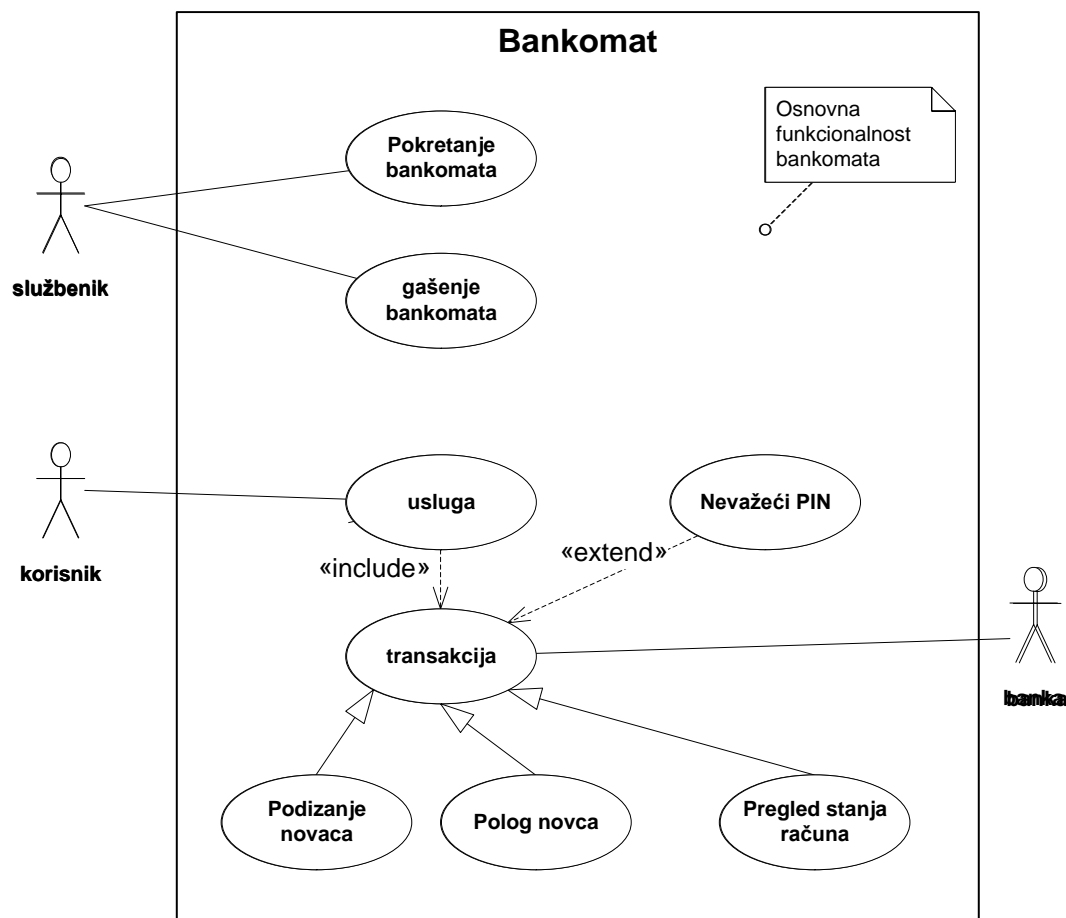 Bankomat
Osnovna
funkcionalnost
bankomata
Pokretanje
bankomata
službenik
gašenje
bankomata
usluga
Nevažeći PIN
«include»
«extend»
korisnik
transakcija
banka
Podizanje
novaca
Polog novca
Pregled stanja
računa